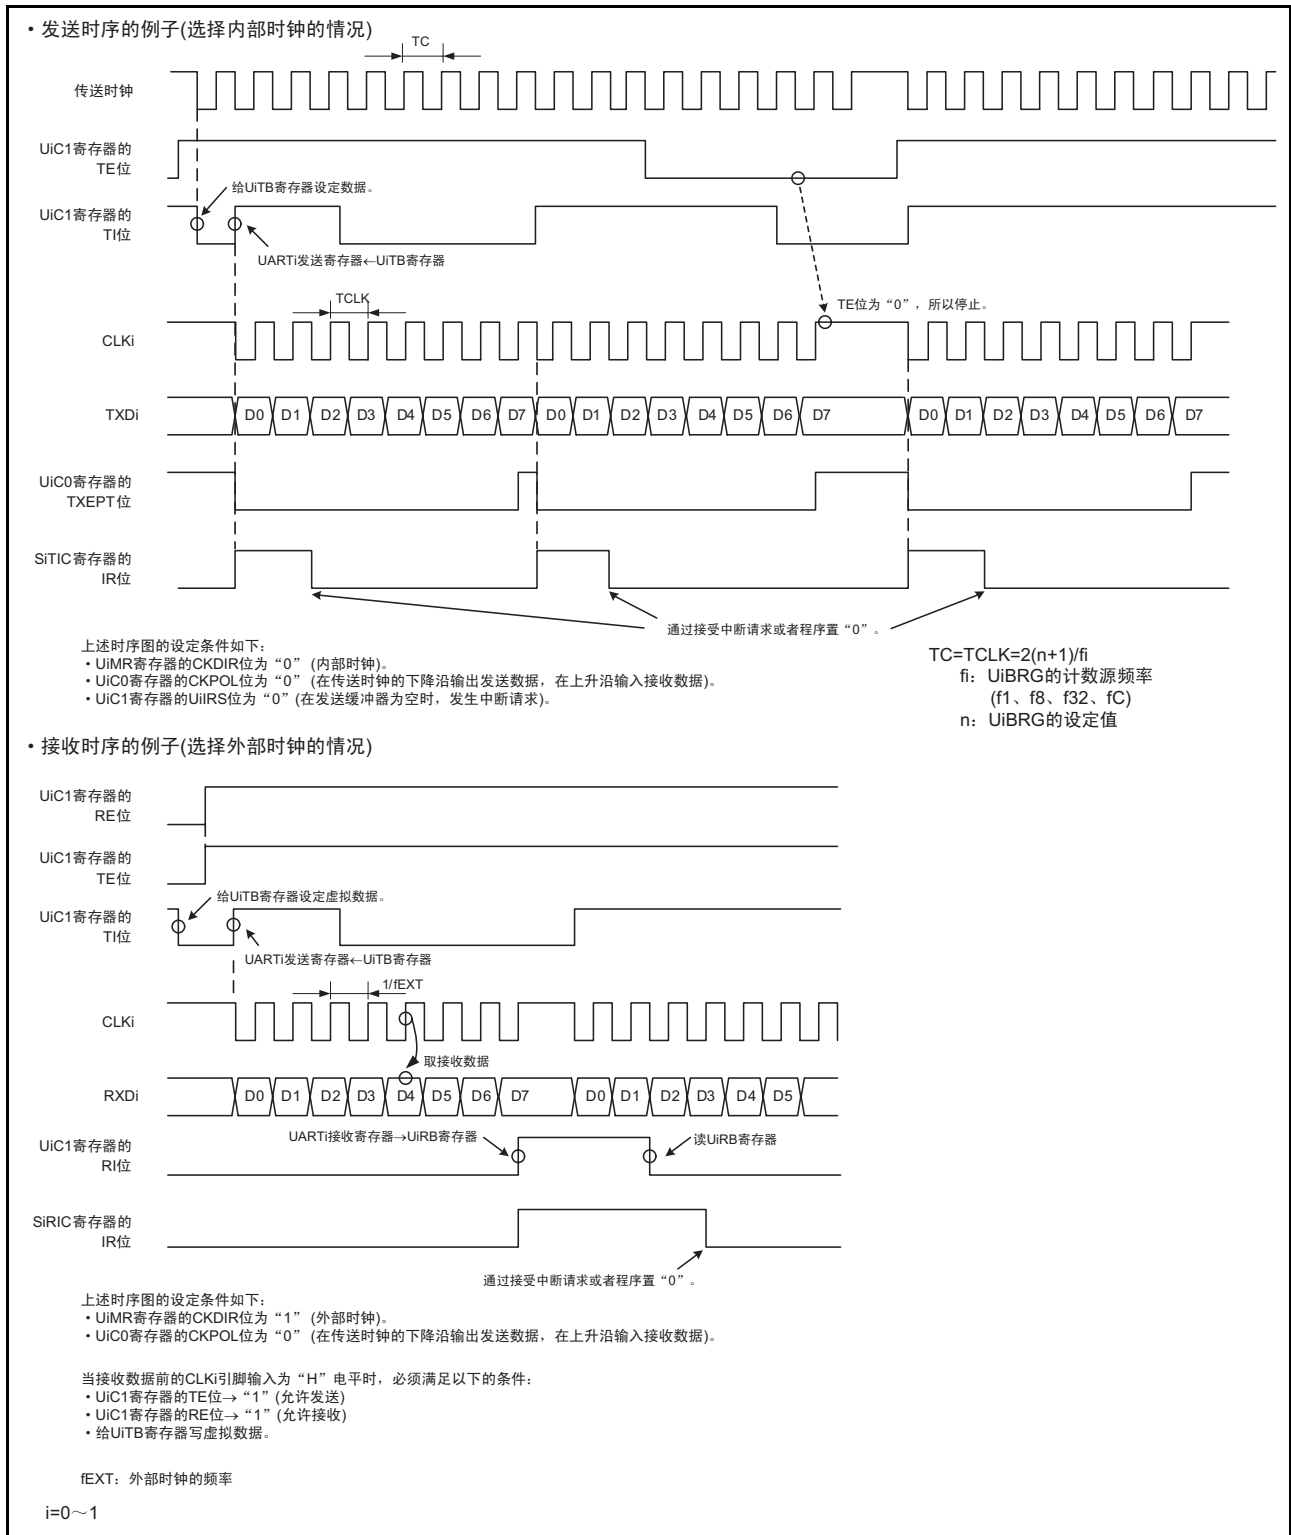 ・发送时序的例子(选择内部时钟的情况)
TC
传送时钟
UiC1寄存器的
TE位
给UiTB寄存器设定数据。
UiC1寄存器的
TI位
UARTi发送寄存器←UiTB寄存器
TCLK
TE位为“0”，所以停止。
CLKi
TXDi
D0 D1 D2 D3 D4 D5 D6 D7 D0 D1 D2 D3 D4 D5 D6 D7 D0 D1 D2 D3 D4 D5 D6 D7
UiC0寄存器的
TXEPT位
SiTIC寄存器的
IR位
通过接受中断请求或者程序置“0”。
上述时序图的设定条件如下：
・UiMR寄存器的CKDIR位为“0” (内部时钟)。
・UiC0寄存器的CKPOL位为“0” (在传送时钟的下降沿输出发送数据，在上升沿输入接收数据)。
・UiC1寄存器的UiIRS位为“0” (在发送缓冲器为空时，发生中断请求)。
TC=TCLK=2(n+1)/fi
fi：UiBRG的计数源频率
(f1、f8、f32、fC)
n：UiBRG的设定值
・接收时序的例子(选择外部时钟的情况)
UiC1寄存器的
RE位
UiC1寄存器的
TE位
给UiTB寄存器设定虚拟数据。
UiC1寄存器的
TI位
UARTi发送寄存器←UiTB寄存器
1/fEXT
CLKi
取接收数据
RXDi
D0 D1 D2 D3 D4 D5 D6 D7 D0 D1 D2 D3 D4 D5
UARTi接收寄存器→UiRB寄存器
读UiRB寄存器
UiC1寄存器的
RI位
SiRIC寄存器的
IR位
通过接受中断请求或者程序置“0”。
上述时序图的设定条件如下：
・UiMR寄存器的CKDIR位为“1” (外部时钟)。
・UiC0寄存器的CKPOL位为“0” (在传送时钟的下降沿输出发送数据，在上升沿输入接收数据)。
当接收数据前的CLKi引脚输入为“H”电平时，必须满足以下的条件：
・UiC1寄存器的TE位→“1” (允许发送)
・UiC1寄存器的RE位→“1” (允许接收)
・给UiTB寄存器写虚拟数据。
fEXT：外部时钟的频率
i=0～1